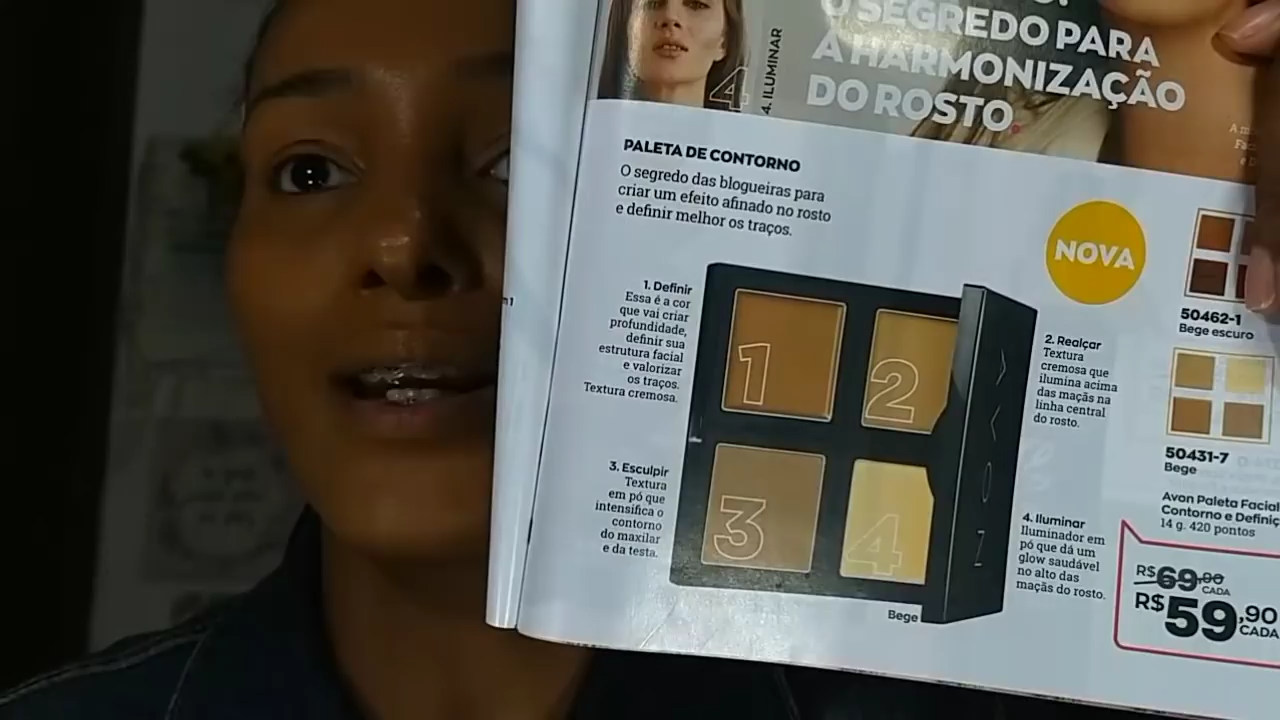 O SEGREDO PARA
A HARMONIZAÇÃO
DO ROSTO
4
4. ILUMINAR
PALETA DE CONTORNO
O segredo das blogueiras para
criar um efeito afinado no rosto
e definir melhor os traços.
NOVA
1. Definir
Essa é a cor
que vai criar
profundidade,
definir sua
estrutura facial
e valorizar
os traços.
Textura cremosa.
1
2
3
4
AVON
2. Realçar
Textura
cremosa que
ilumina acima
das maçãs na
linha central
do rosto.
3. Esculpir
Textura
em pó que
intensifica o
contorno
do maxilar
e da testa.
4. Iluminar
Iluminador em
pó que dá um
glow saudável
no alto das
maçãs do rosto.
Bege
50462-1
Bege escuro
50431-7
Bege
Avon Paleta Facial
Contorno e
14 g. 420 pontos
R$69,90
CADA
R$59,90
CADA